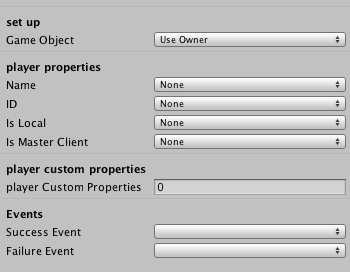 set up
Game Object Use Owner
player properties
Name None
ID None
Is Local None
Is Master Client None
player custom properties
player Custom Properties 0
Events
Success Event
Failure Event